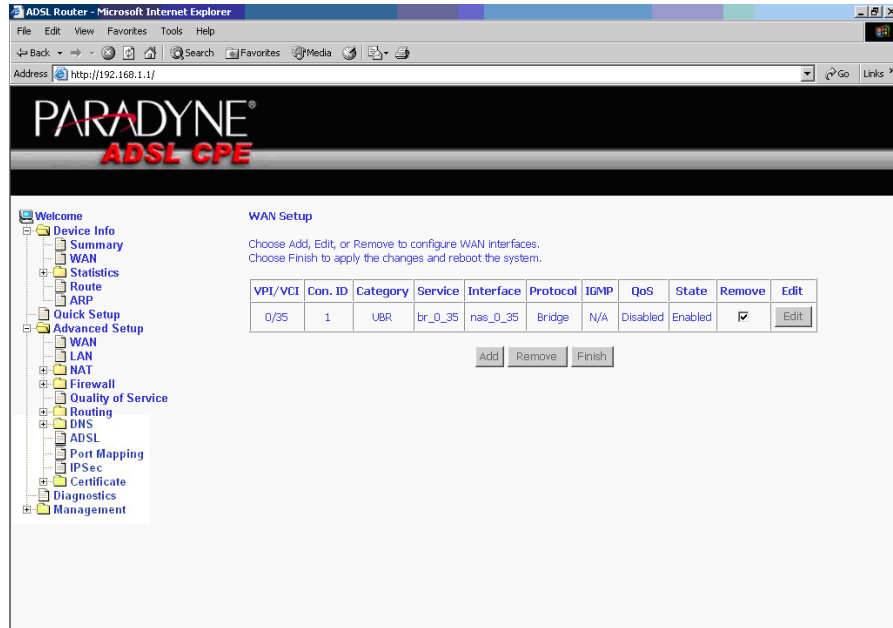 ADSL Router - Microsoft Internet Explorer
File Edit View Favorites Tools Help
Back Search Favorites Media
Address http://192.168.1.1/ Go Links »
PARADYNE®
ADSL CPE
Welcome
Device Info
Summary
WAN
Statistics
Route
ARP
Quick Setup
Advanced Setup
WAN
LAN
NAT
Firewall
Quality of Service
Routing
DNS
ADSL
Port Mapping
IPSec
Certificate
Diagnostics
Management
WAN Setup
Choose Add, Edit, or Remove to configure WAN interfaces.
Choose Finish to apply the changes and reboot the system.
VPI/VCI Con. ID Category Service Interface Protocol IGMP QoS State Remove Edit
0/35 1 UBR br_0_35 nas_0_35 Bridge N/A Disabled Enabled Edit
Add Remove Finish